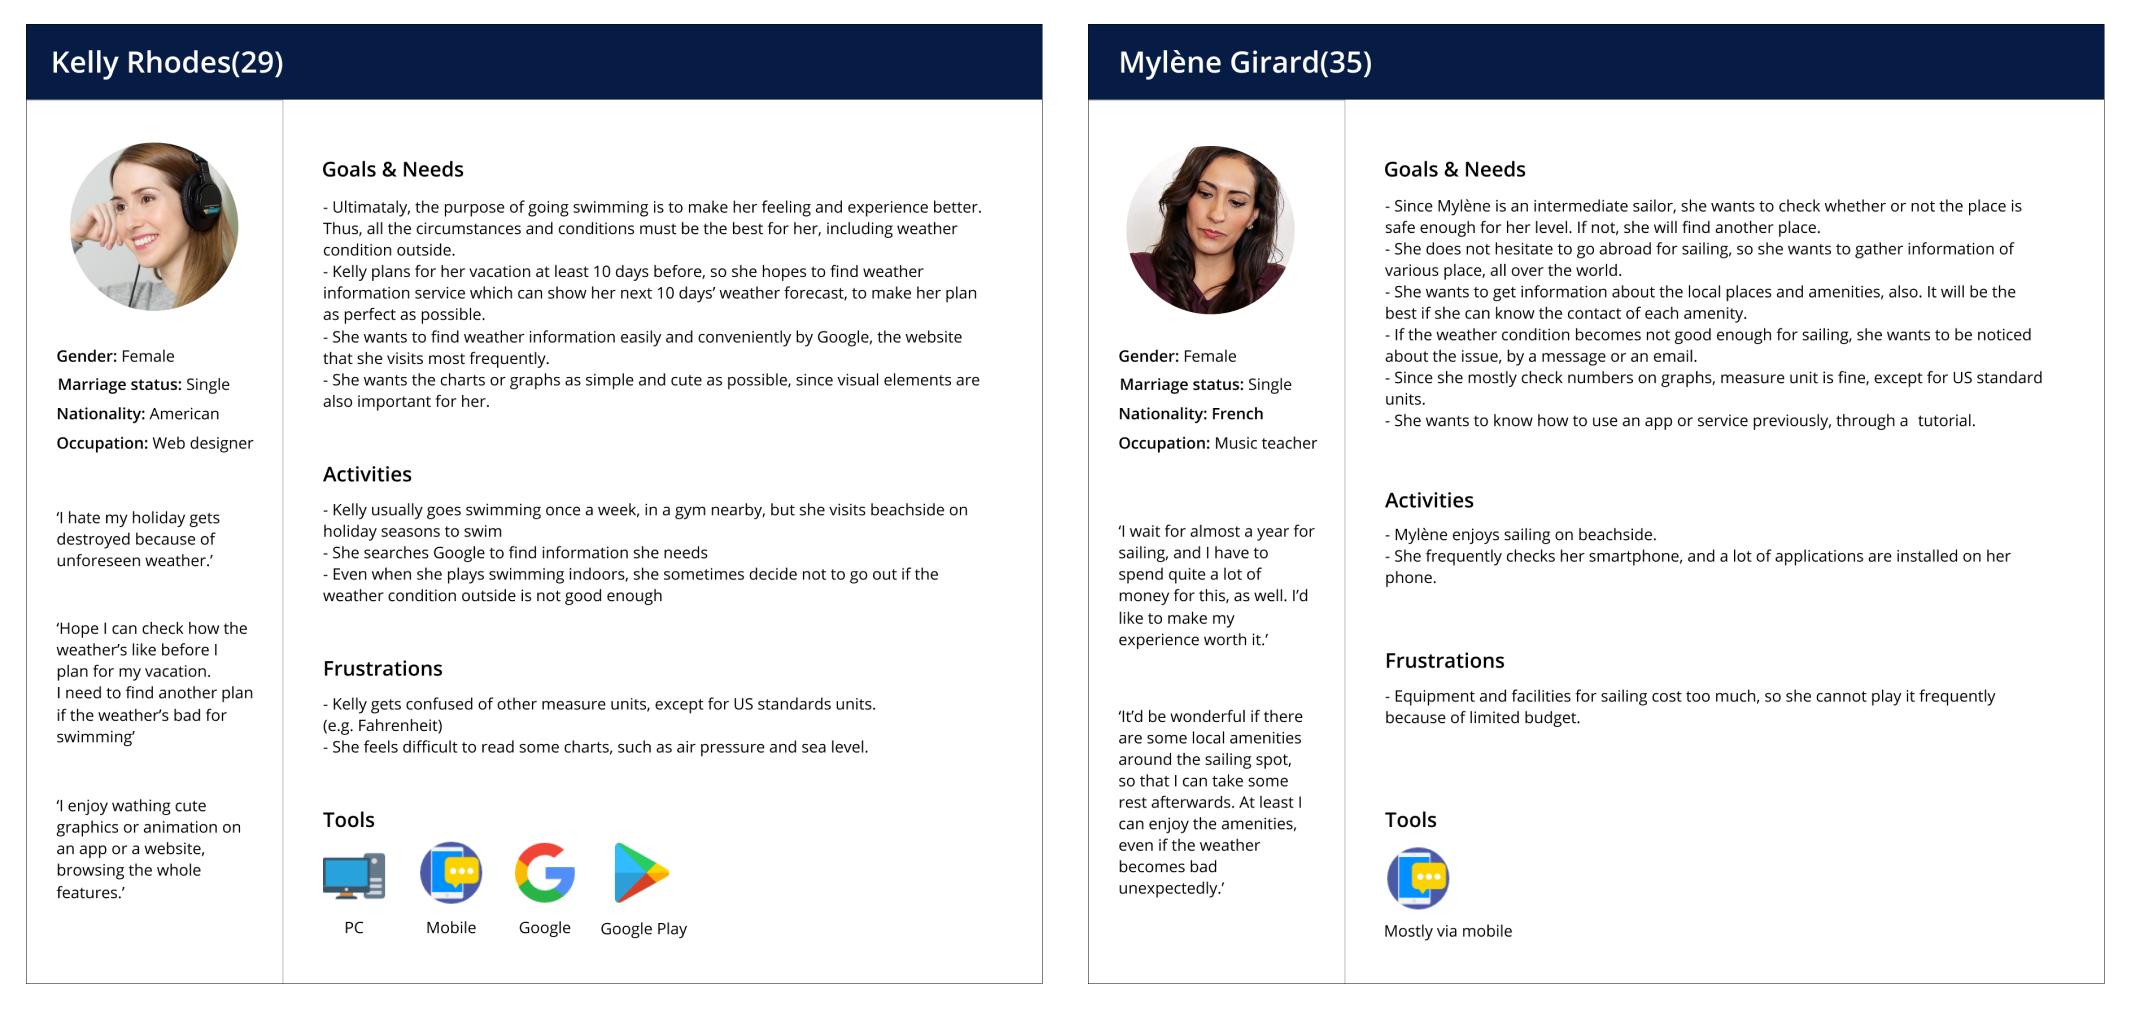 Kelly Rhodes(29)
Gender: Female
Marriage status: Single
Nationality: American
Occupation: Web designer
‘I hate my holiday gets
destroyed because of
unforeseen weather.’
‘Hope I can check how the
weather’s like before I
plan for my vacation.
I need to find another plan
if the weather’s bad for
swimming’
‘I enjoy wathing cute
graphics or animation on
an app or a website,
browsing the whole
features.’
Goals & Needs
- Ultimataly, the purpose of going swimming is to make her feeling and experience better.
Thus, all the circumstances and conditions must be the best for her, including weather
condition outside.
- Kelly plans for her vacation at least 10 days before, so she hopes to find weather
information service which can show her next 10 days’ weather forecast, to make her plan
as perfect as possible.
- She wants to find weather information easily and conveniently by Google, the website
that she visits most frequently.
- She wants the charts or graphs as simple and cute as possible, since visual elements are
also important for her.
Activities
- Kelly usually goes swimming once a week, in a gym nearby, but she visits beachside on
holiday seasons to swim
- She searches Google to find information she needs
- Even when she plays swimming indoors, she sometimes decide not to go out if the
weather condition outside is not good enough
Frustrations
- Kelly gets confused of other measure units, except for US standards units.
(e.g. Fahrenheit)
- She feels difficult to read some charts, such as air pressure and sea level.
Tools
PC
Mobile
Google
Google Play
Mylène Girard(35)
Gender: Female
Marriage status: Single
Nationality: French
Occupation: Music teacher
‘I wait for almost a year for
sailing, and I have to
spend quite a lot of
money for this, as well. I’d
like to make my
experience worth it.’
‘It’d be wonderful if there
are some local amenities
around the sailing spot,
so that I can take some
rest afterwards. At least I
can enjoy the amenities,
even if the weather
becomes bad
unexpectedly.’
Goals & Needs
- Since Mylène is an intermediate sailor, she wants to check whether or not the place is
safe enough for her level. If not, she will find another place.
- She does not hesitate to go abroad for sailing, so she wants to gather information of
various place, all over the world.
- She wants to get information about the local places and amenities, also. It will be the
best if she can know the contact of each amenity.
- If the weather condition becomes not good enough for sailing, she wants to be noticed
about the issue, by a message or an email.
- Since she mostly check numbers on graphs, measure unit is fine, except for US standard
units.
- She wants to know how to use an app or service previously, through a  tutorial.
Activities
- Mylène enjoys sailing on beachside.
- She frequently checks her smartphone, and a lot of applications are installed on her
phone.
Frustrations
- Equipment and facilities for sailing cost too much, so she cannot play it frequently
because of limited budget.
Tools
Mostly via mobile